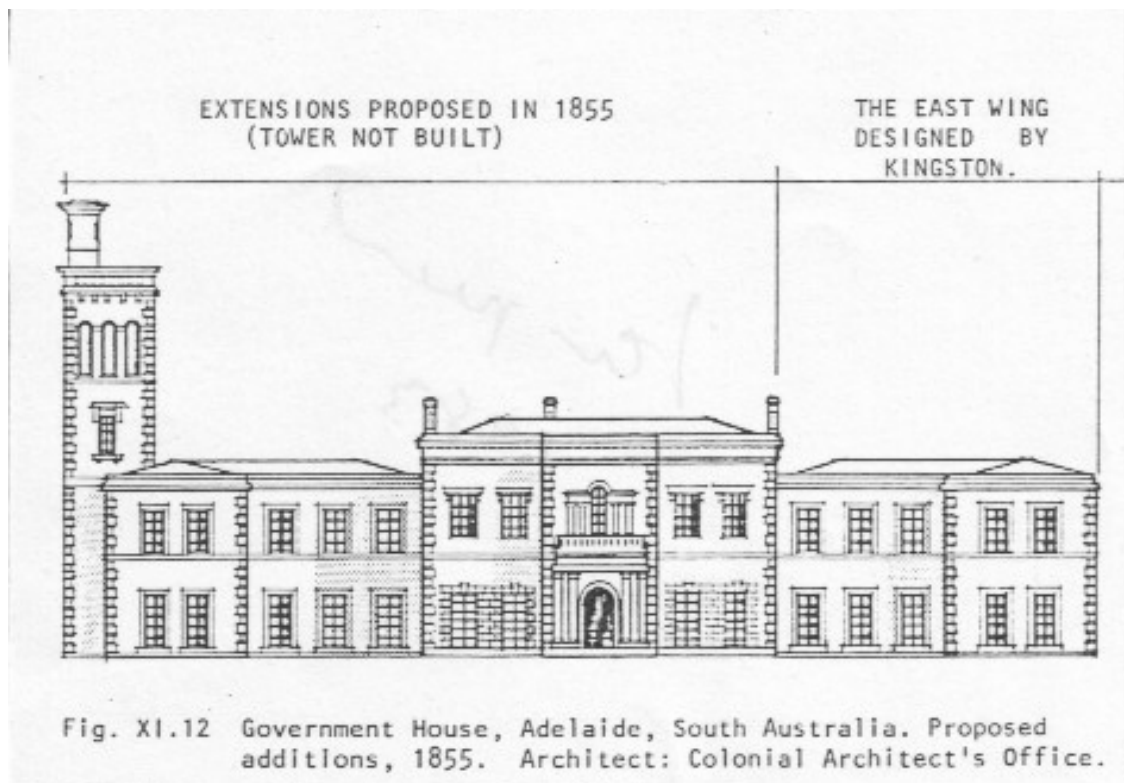 EXTENSIONS PROPOSED IN 1855
(TOWER NOT BUILT)
THE EAST WING
DESIGNED BY
KINGSTON.
Fig. XI.12 Government House, Adelaide, South Australia. Proposed
additions, 1855. Architect: Colonial Architect's Office.